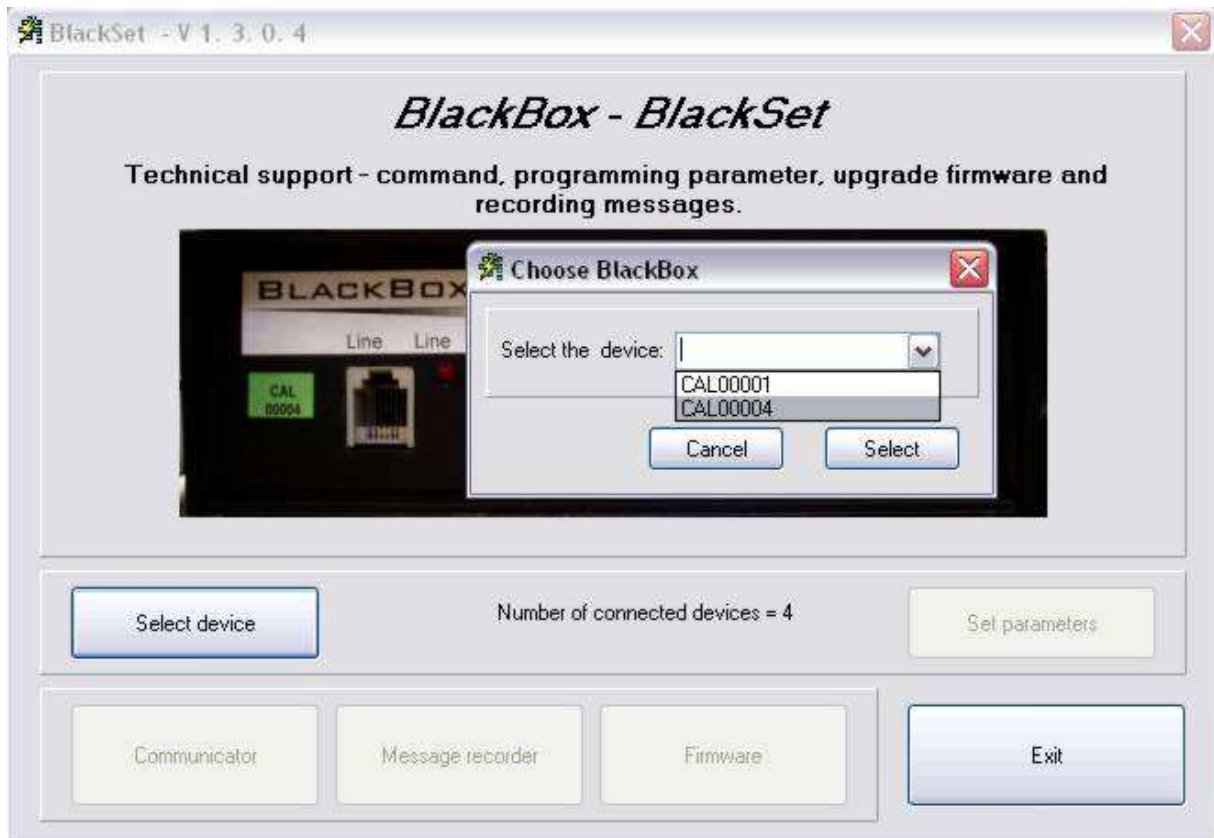 BlackSet - V 1. 3. 0. 4
BlackBox - BlackSet
Technical support - command, programming parameter, upgrade firmware and
recording messages.
BLACKBOX
Line Line
CAL
00004
Choose BlackBox
Select the device:
CAL00001
CAL00004
Cancel Select
Select device
Number of connected devices = 4
Set parameters
Communicator
Message recorder
Firmware
Exit